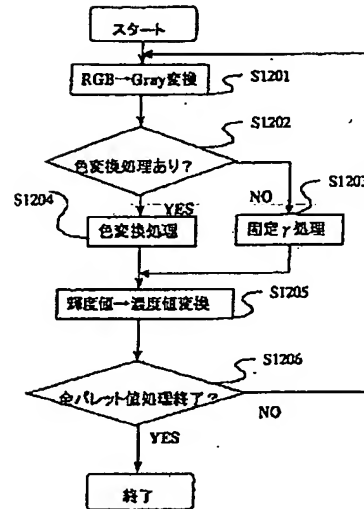 スタート
RGB→Gray変換
S1201
S1202
色変換処理あり?
S1204
YES
NO
S1203
色変換処理
固定γ処理
S1205
輝度値→濃度値変換
S1206
全パレット値処理終了?
NO
YES
終了